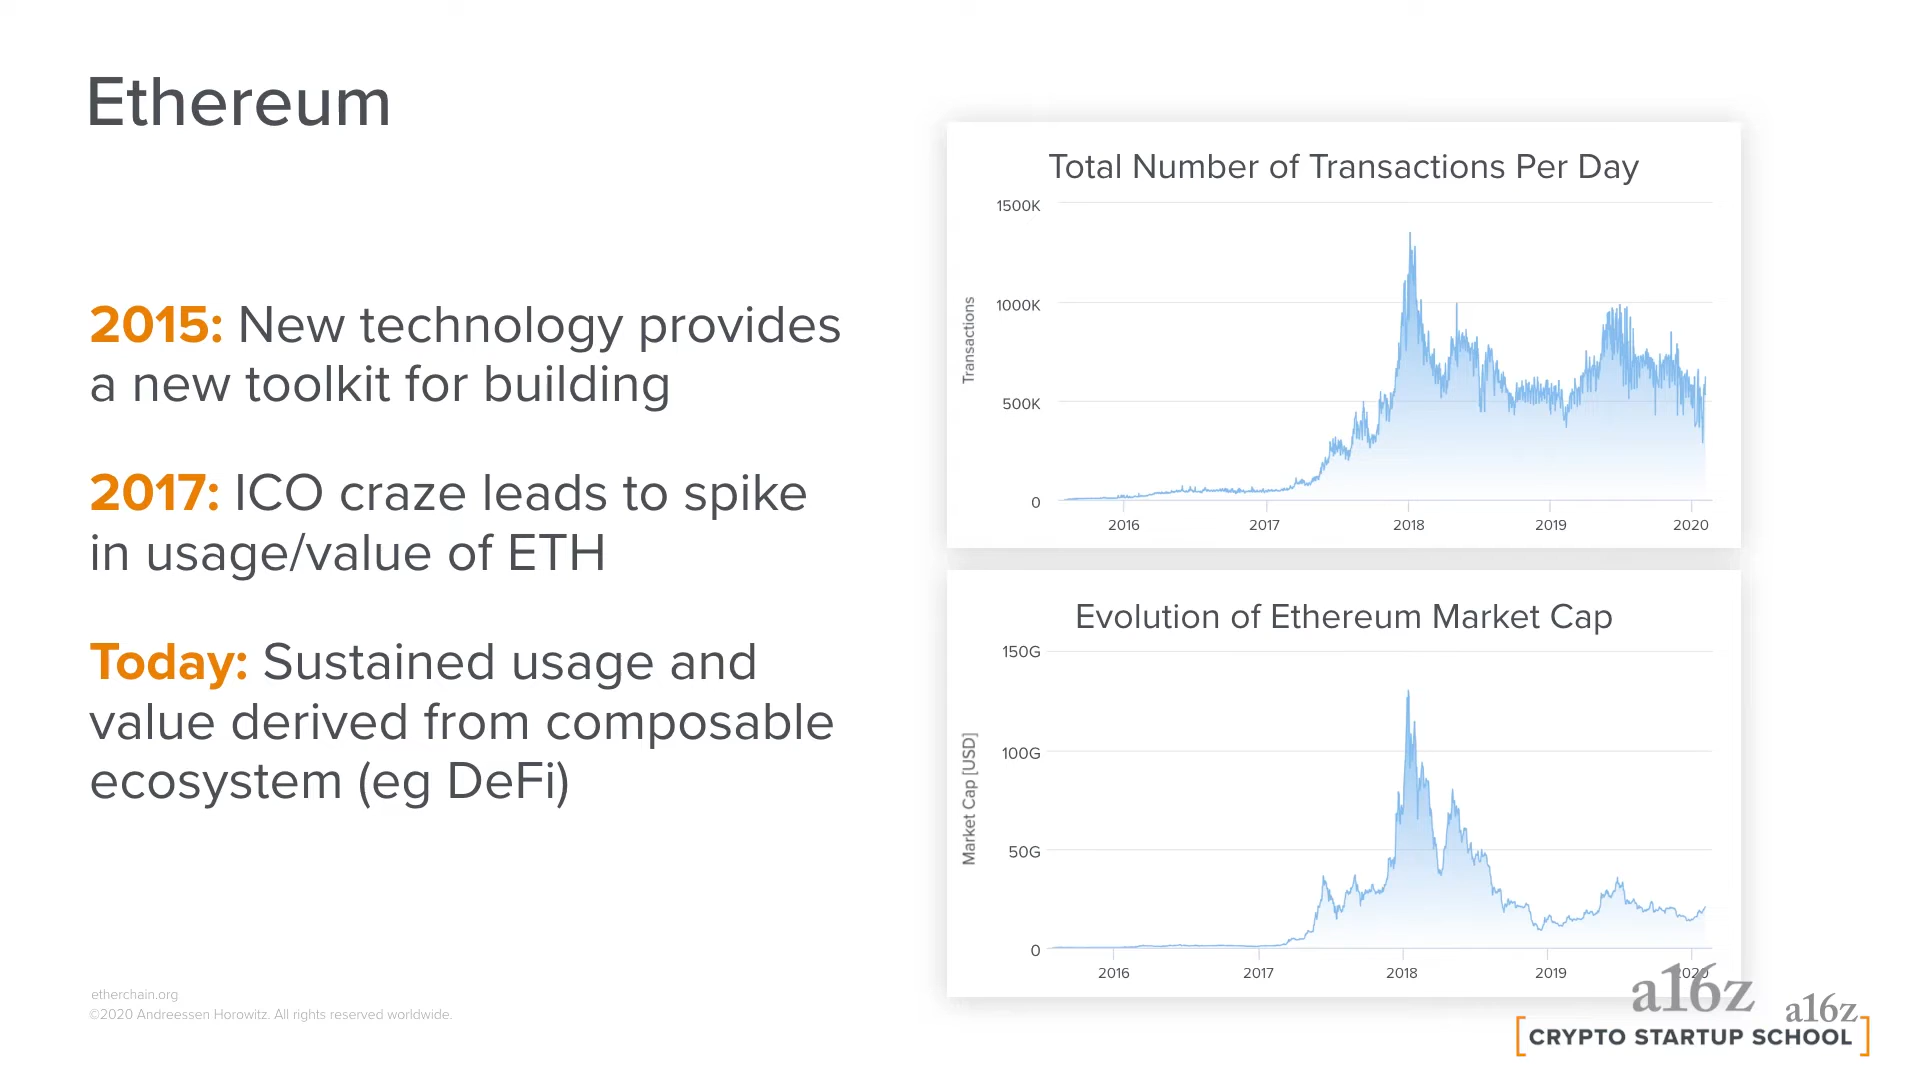 Ethereum
2015: New technology provides
a new toolkit for building
2017: ICO craze leads to spike
in usage/value of ETH
Today: Sustained usage and
value derived from composable
ecosystem (eg DeFi)
etherchain.org
©2020 Andreessen Horowitz. All rights reserved worldwide.
Total Number of Transactions Per Day
Transactions
1500K
1000K
500K
0
2016 2017 2018 2019 2020
Evolution of Ethereum Market Cap
Market Cap [USD]
150G
100G
50G
0
2016 2017 2018 2019 2020
a16z
a16z
[CRYPTO STARTUP SCHOOL]